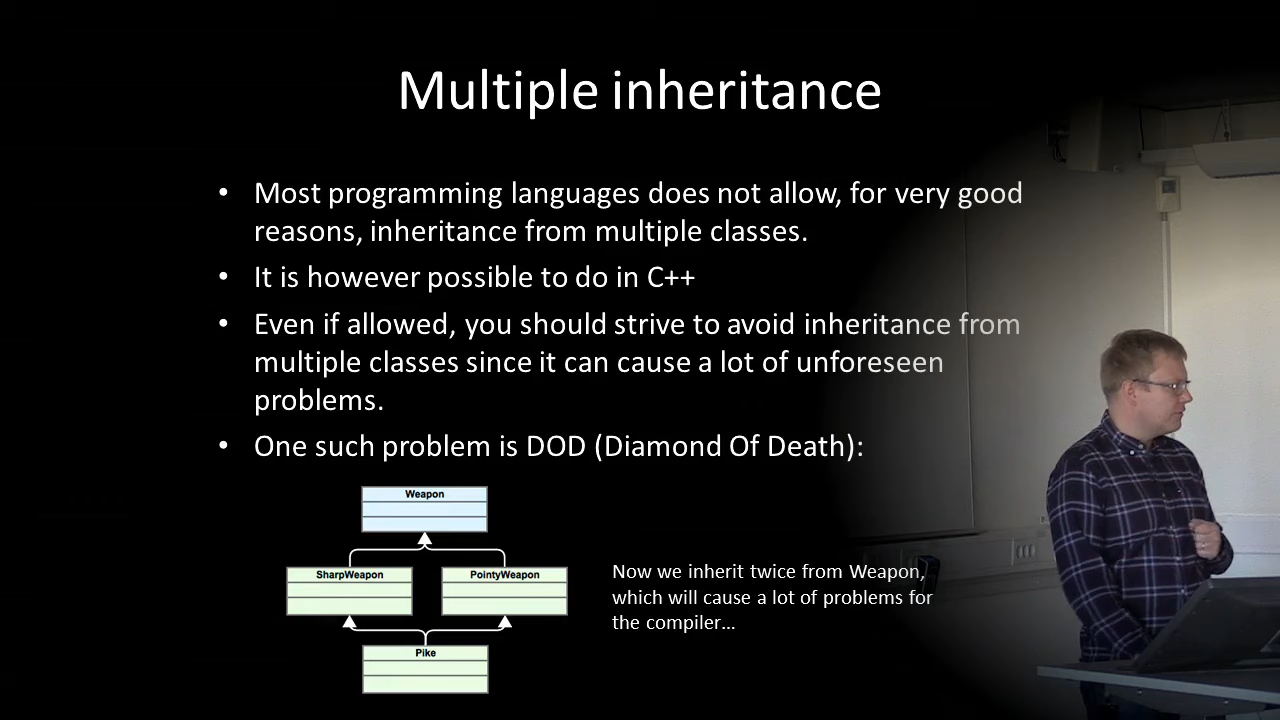 Multiple inheritance
• Most programming languages does not allow, for very good
reasons, inheritance from multiple classes.
• It is however possible to do in C++
• Even if allowed, you should strive to avoid inheritance from
multiple classes since it can cause a lot of unforeseen
problems.
• One such problem is DOD (Diamond Of Death):
Weapon
SharpWeapon
PointyWeapon
Pike
Now we inherit twice from Weapon,
which will cause a lot of problems for
the compiler…